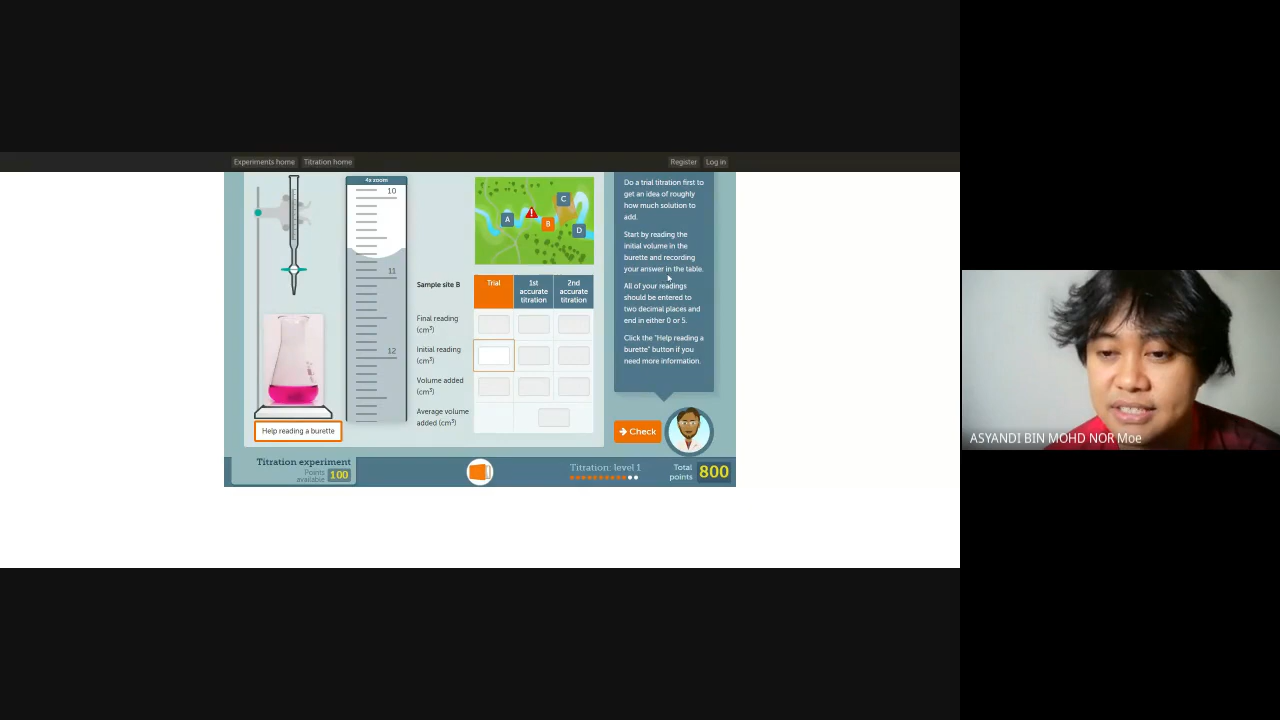 Experiments home
Titration home
Register
Log in
4x zoom
10
11
12
Help reading a burette
A
B
C
D
Sample site B
Trial
1st accurate titration
2nd accurate titration
Final reading (cm³)
Initial reading (cm³)
Volume added (cm³)
Average volume added (cm³)
Do a trial titration first to
get an idea of roughly
how much solution to
add.
Start by reading the
initial volume in the
burette and recording
your answer in the table.
All of your readings
should be entered to
two decimal places and
end in either 0 or 5.
Click the "Help reading a
burette" button if you
need more information.
Check
Titration experiment
Points available 100
Titration: level 1
Total points 800
ASYANDI BIN MOHD NOR Moe